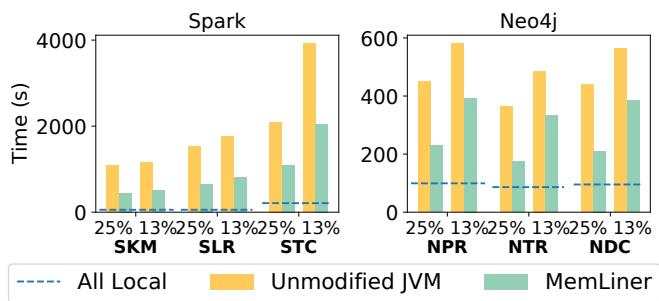 Spark Neo4j
Time (s)
4000
2000
0
600
400
200
0
25% 13% 25% 13% 25% 13% 25% 13% 25% 13% 25% 13%
SKM SLR STC NPR NTR NDC
All Local Unmodified JVM MemLiner